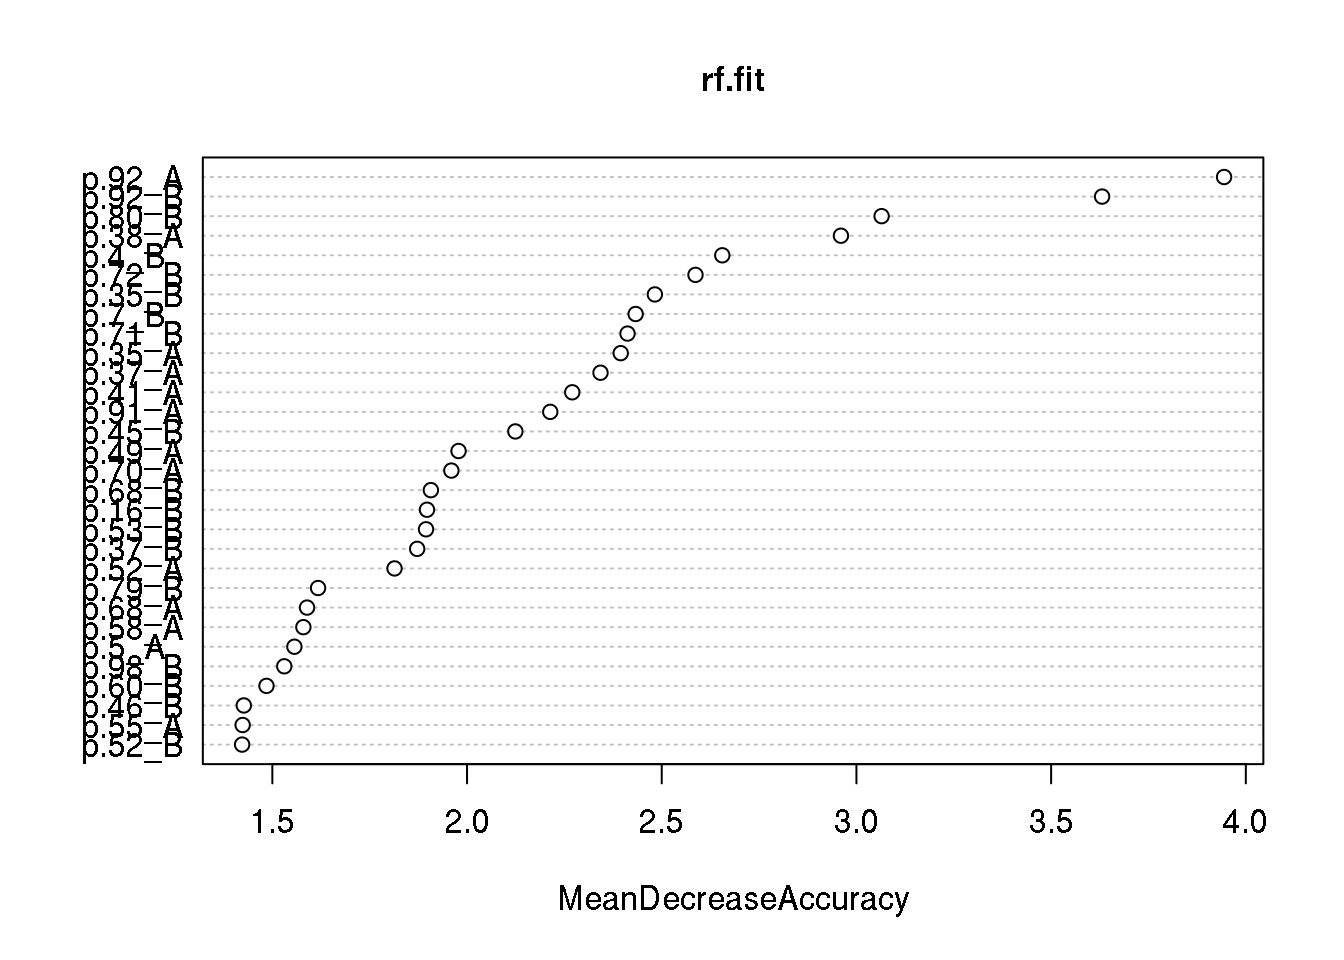 rf.fit
p.92_A
p.92_B
p.80_B
p.38_A
p.4_B
p.72_B
p.35_B
p.7_B
p.71_B
p.35_A
p.37_A
p.41_A
p.91_A
p.45_B
p.49_A
p.70_A
p.68_B
p.16_B
p.53_B
p.37_B
p.52_A
p.79_B
p.68_A
p.58_A
p.5_A
p.98_B
p.60_B
p.46_B
p.55_A
p.52_B
1.5 2.0 2.5 3.0 3.5 4.0
MeanDecreaseAccuracy